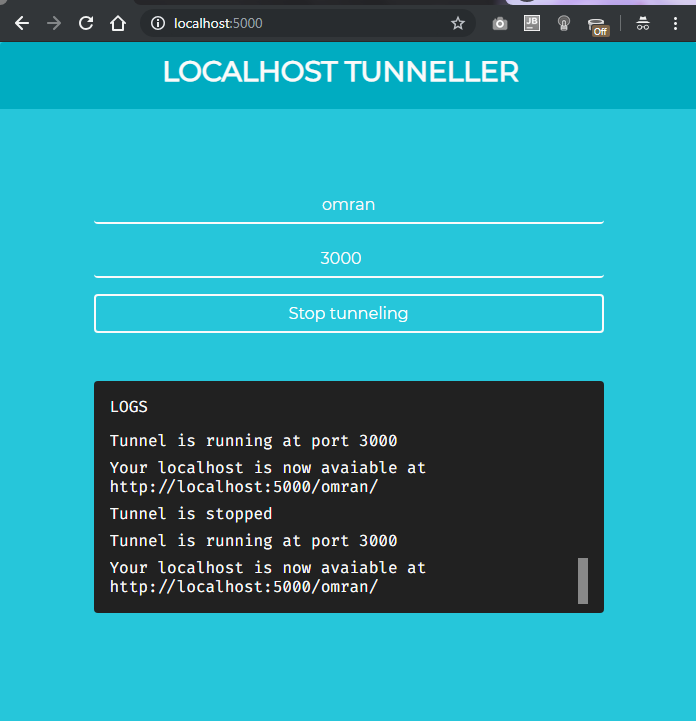 localhost:5000
JB
Off
LOCALHOST TUNNELLER
omran
3000
Stop tunneling
LOGS
Tunnel is running at port 3000
Your localhost is now avaiable at
http://localhost:5000/omran/
Tunnel is stopped
Tunnel is running at port 3000
Your localhost is now avaiable at
http://localhost:5000/omran/